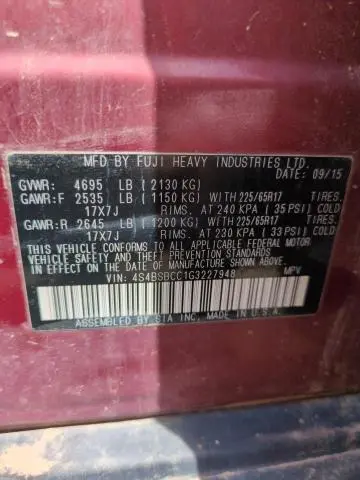 MFD BY FUJI HEAVY INDUSTRIES LTD.
DATE: 09/15
GVWR: 4695 LB (2130 KG)
GAWR:F 2535 LB (1150 KG) WITH 225/65R17 TIRES.
17X7J RIMS. AT 240 KPA (35 PSI) COLD
GAWR:R 2645 LB (1200 KG) WITH 225/65R17 TIRES.
17X7J RIMS. AT 230 KPA (33 PSI) COLD
THIS VEHICLE CONFORMS TO ALL APPLICABLE
BUMPER, AND THEFT PREVENTION STANDARDS IN EFFECT ON
THE DATE OF MANUFACTURE SHOWN ABOVE.
VIN: 4S4BSBCC1G3227948 MPV
ASSEMBLED BY SIA INC, MADE IN U.S.A.